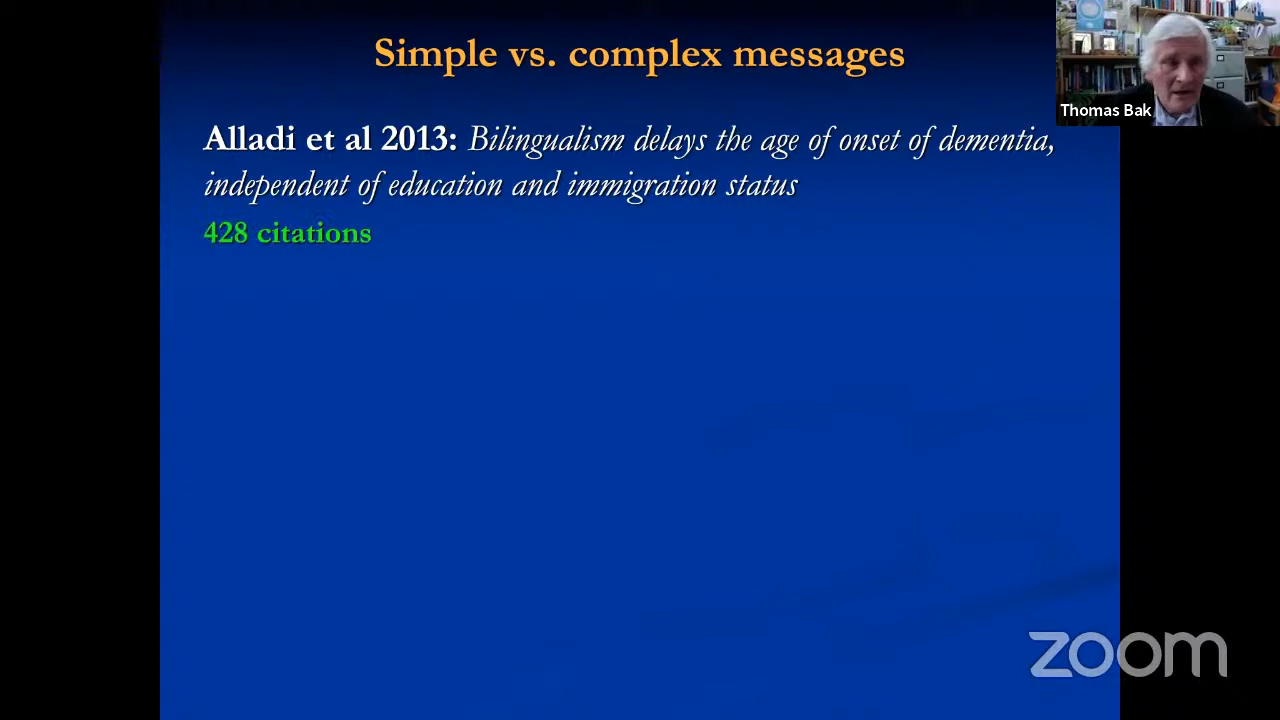 Simple vs. complex messages
Thomas Bak
Alladi et al 2013: Bilingualism delays the age of onset of dementia,
independent of education and immigration status
428 citations
zoom